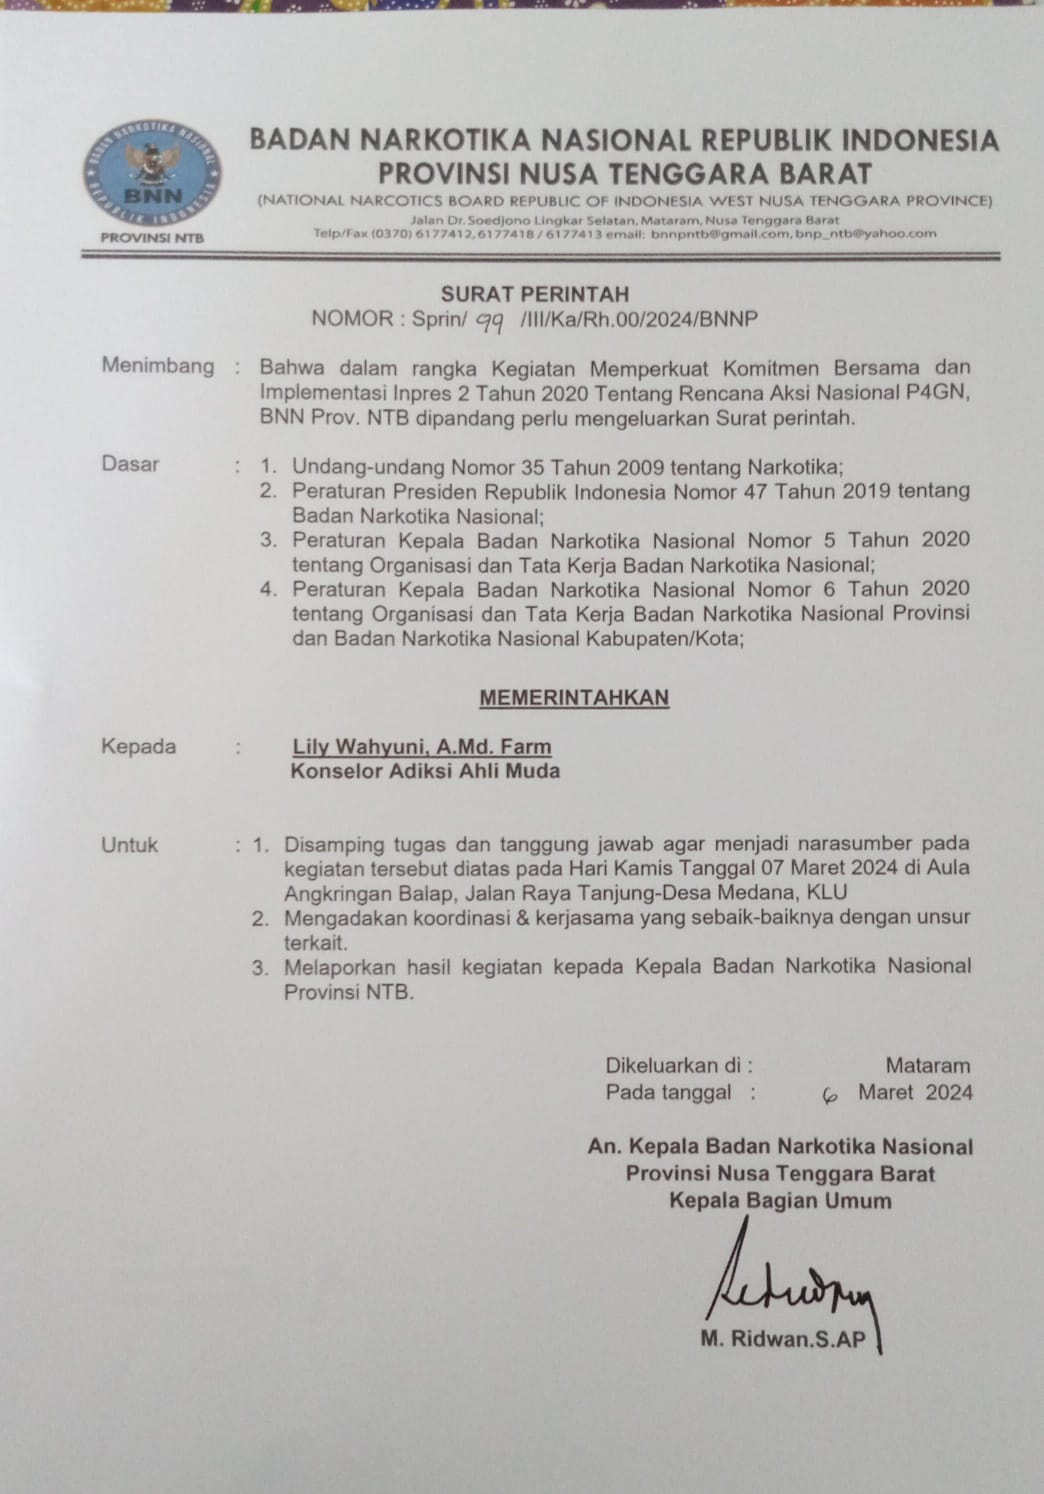 BADAN NARKOTIKA NASIONAL
REPUBLIK INDONESIA
BNN
PROVINSI NTB
BADAN NARKOTIKA NASIONAL REPUBLIK INDONESIA
PROVINSI NUSA TENGGARA BARAT
(NATIONAL NARCOTICS BOARD REPUBLIC OF INDONESIA WEST NUSA TENGGARA PROVINCE)
Jalan Dr. Soedjono Lingkar Selatan, Mataram, Nusa Tenggara Barat
Telp/Fax (0370) 6177412, 6177418 / 6177413 email: bnnpntb@gmail.com, bnp_ntb@yahoo.com
SURAT PERINTAH
NOMOR : Sprin/ 99 /III/Ka/Rh.00/2024/BNNP
Menimbang : Bahwa dalam rangka Kegiatan Memperkuat Komitmen Bersama dan
Implementasi Inpres 2 Tahun 2020 Tentang Rencana Aksi Nasional P4GN,
BNN Prov. NTB dipandang perlu mengeluarkan Surat perintah.
Dasar : 1. Undang-undang Nomor 35 Tahun 2009 tentang Narkotika;
2. Peraturan Presiden Republik Indonesia Nomor 47 Tahun 2019 tentang
Badan Narkotika Nasional;
3. Peraturan Kepala Badan Narkotika Nasional Nomor 5 Tahun 2020
tentang Organisasi dan Tata Kerja Badan Narkotika Nasional;
4. Peraturan Kepala Badan Narkotika Nasional Nomor 6 Tahun 2020
tentang Organisasi dan Tata Kerja Badan Narkotika Nasional Provinsi
dan Badan Narkotika Nasional Kabupaten/Kota;
MEMERINTAHKAN
Kepada : Lily Wahyuni, A.Md. Farm
Konselor Adiksi Ahli Muda
Untuk : 1. Disamping tugas dan tanggung jawab agar menjadi narasumber pada
kegiatan tersebut diatas pada Hari Kamis Tanggal 07 Maret 2024 di Aula
Angkringan Balap, Jalan Raya Tanjung-Desa Medana, KLU
2. Mengadakan koordinasi & kerjasama yang sebaik-baiknya dengan unsur
terkait.
3. Melaporkan hasil kegiatan kepada Kepala Badan Narkotika Nasional
Provinsi NTB.
Dikeluarkan di : Mataram
Pada tanggal : 6 Maret 2024
An. Kepala Badan Narkotika Nasional
Provinsi Nusa Tenggara Barat
Kepala Bagian Umum
M. Ridwan.S.AP